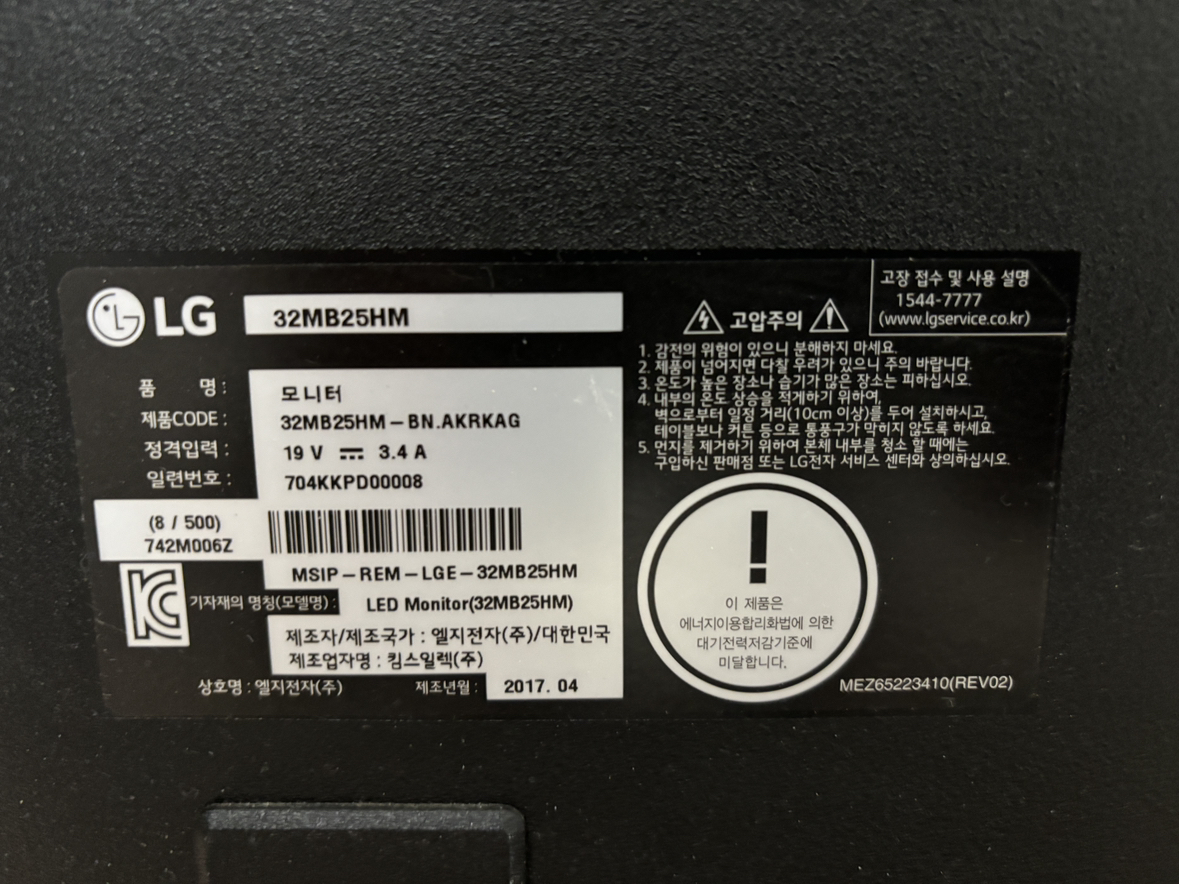 LG 32MB25HM
품 명 : 모니터
제품CODE : 32MB25HM-BN.AKRKAG
정격입력 : 19 V 3.4 A
일련번호 : 704KKPD00008
(8 / 500)
742M006Z
MSIP-REM-LGE-32MB25HM
기자재의 명칭(모델명) : LED Monitor(32MB25HM)
제조자/제조국가 : 엘지전자(주)/대한민국
제조업자명 : 킴스일렉(주)
상호명 : 엘지전자(주) 제조년월 : 2017. 04
고압주의
고장 접수 및 사용 설명
1544-7777
(www.lgservice.co.kr)
1. 감전의 위험이 있으니 분해하지 마세요.
2. 제품이 넘어지면 다칠 우려가 있으니 주의 바랍니다.
3. 온도가 높은 장소나 습기가 많은 장소는 피하십시오.
4. 내부의 온도 상승을 적게하기 위하여,
벽으로부터 일정 거리(10cm 이상)를 두어 설치하시고,
테이블보나 커튼 등으로 통풍구가 막히지 않도록 하세요.
5. 먼지를 제거하기 위하여 본체 내부를 청소 할 때에는
구입하신 판매점 또는 LG전자 서비스 센터와 상의하십시오.
!
이 제품은
에너지이용합리화법에 의한
대기전력저감기준에
미달합니다.
MEZ65223410(REV02)